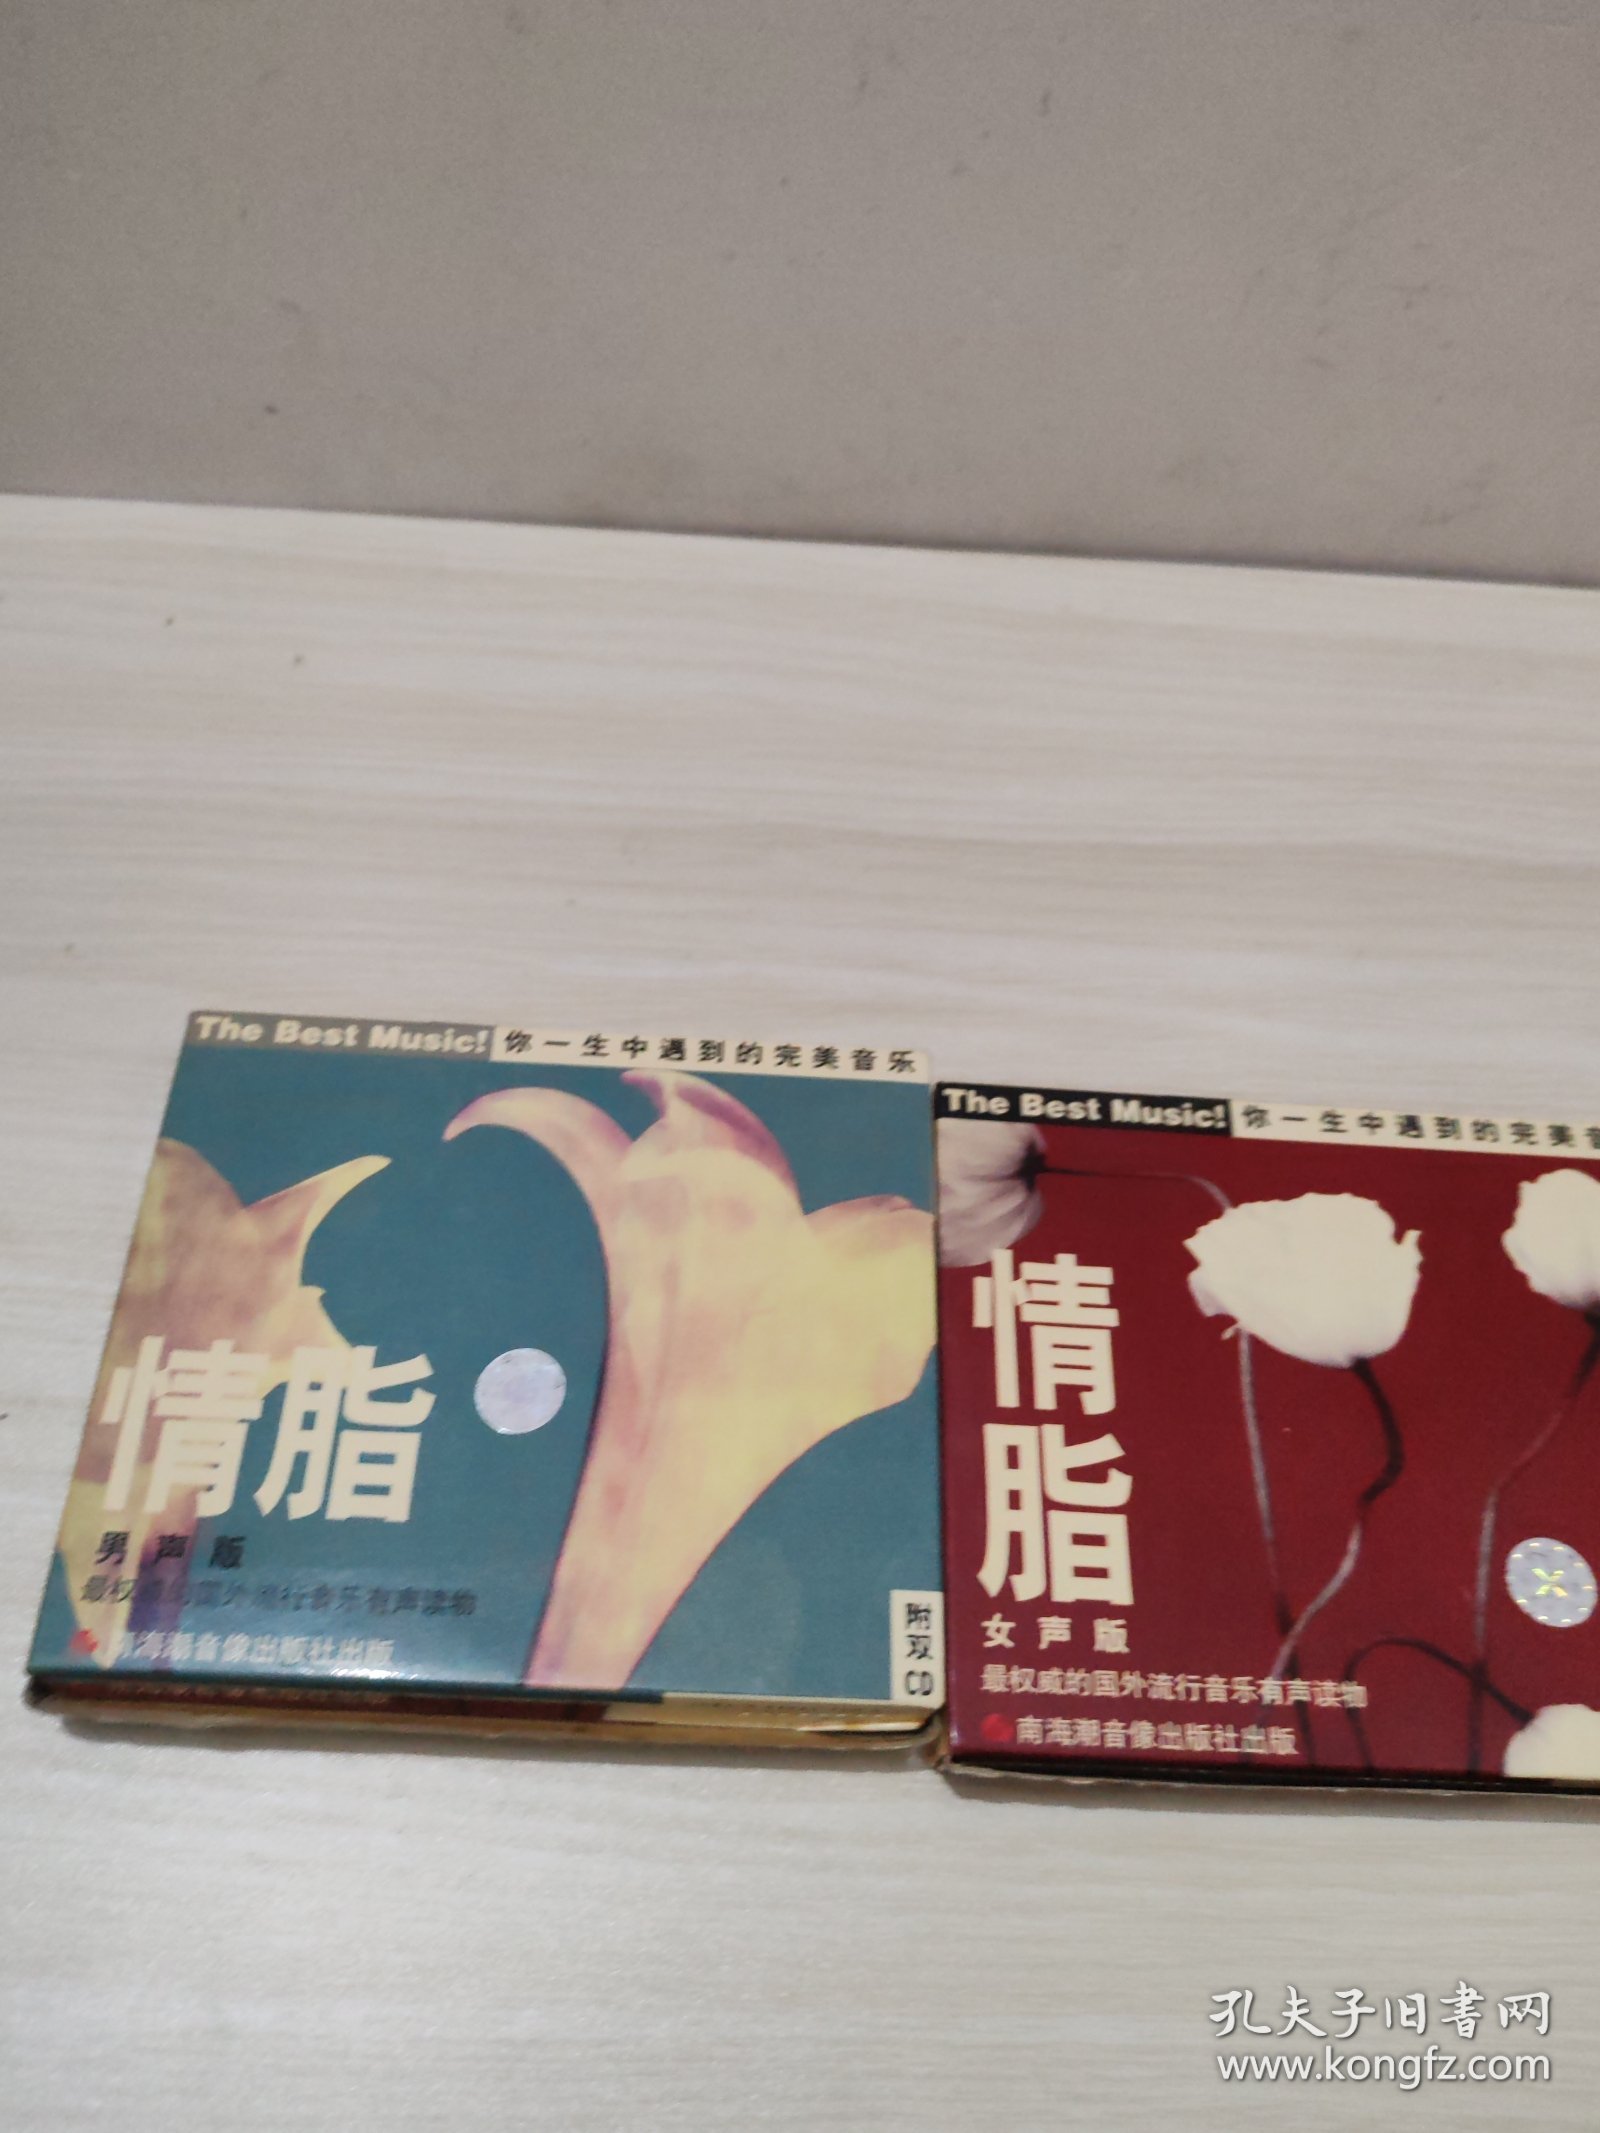 The Best Music! 你一生中遇到的完美音乐
情脂
男声版
最权威的国外流行音乐有声读物
南海潮音像出版社出版
附双CD
The Best Music! 你一生中遇到的完美音
情
脂
女声版
最权威的国外流行音乐有声读物
南海潮音像出版社出版
孔夫子旧书网
www.kongfz.com